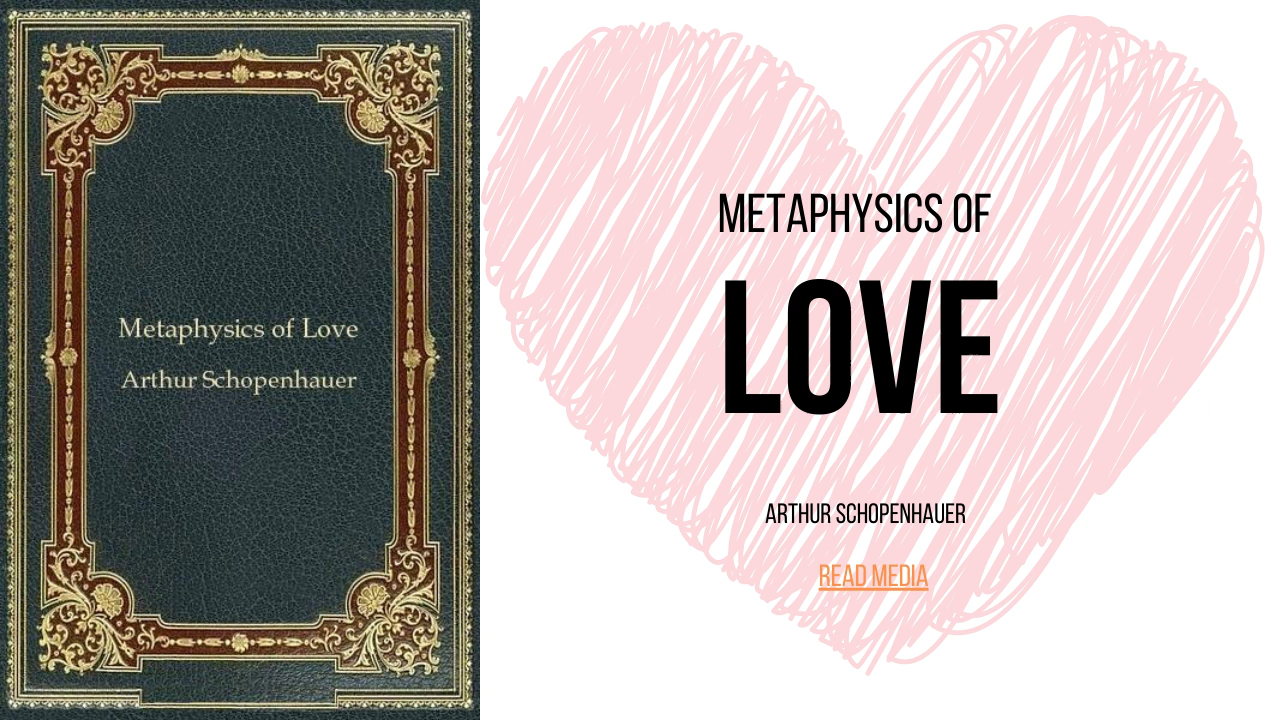 Metaphysics of Love
Arthur Schopenhauer
METAPHYSICS OF
LOVE
ARTHUR SCHOPENHAUER
READ MEDIA